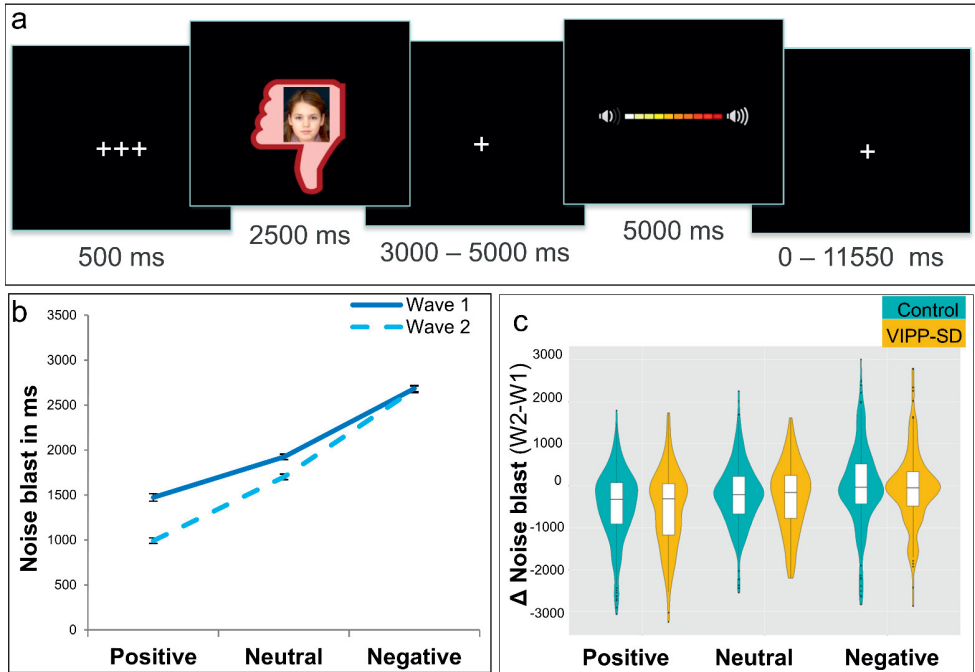 a
+++
+
+
500 ms
2500 ms
3000 – 5000 ms
5000 ms
0 – 11550 ms
b
Wave 1
Wave 2
Noise blast in ms
3500
3000
2500
2000
1500
1000
500
0
Positive
Neutral
Negative
c
Control
VIPP-SD
Δ Noise blast (W2-W1)
3000
2000
1000
0
-1000
-2000
-3000
Positive
Neutral
Negative